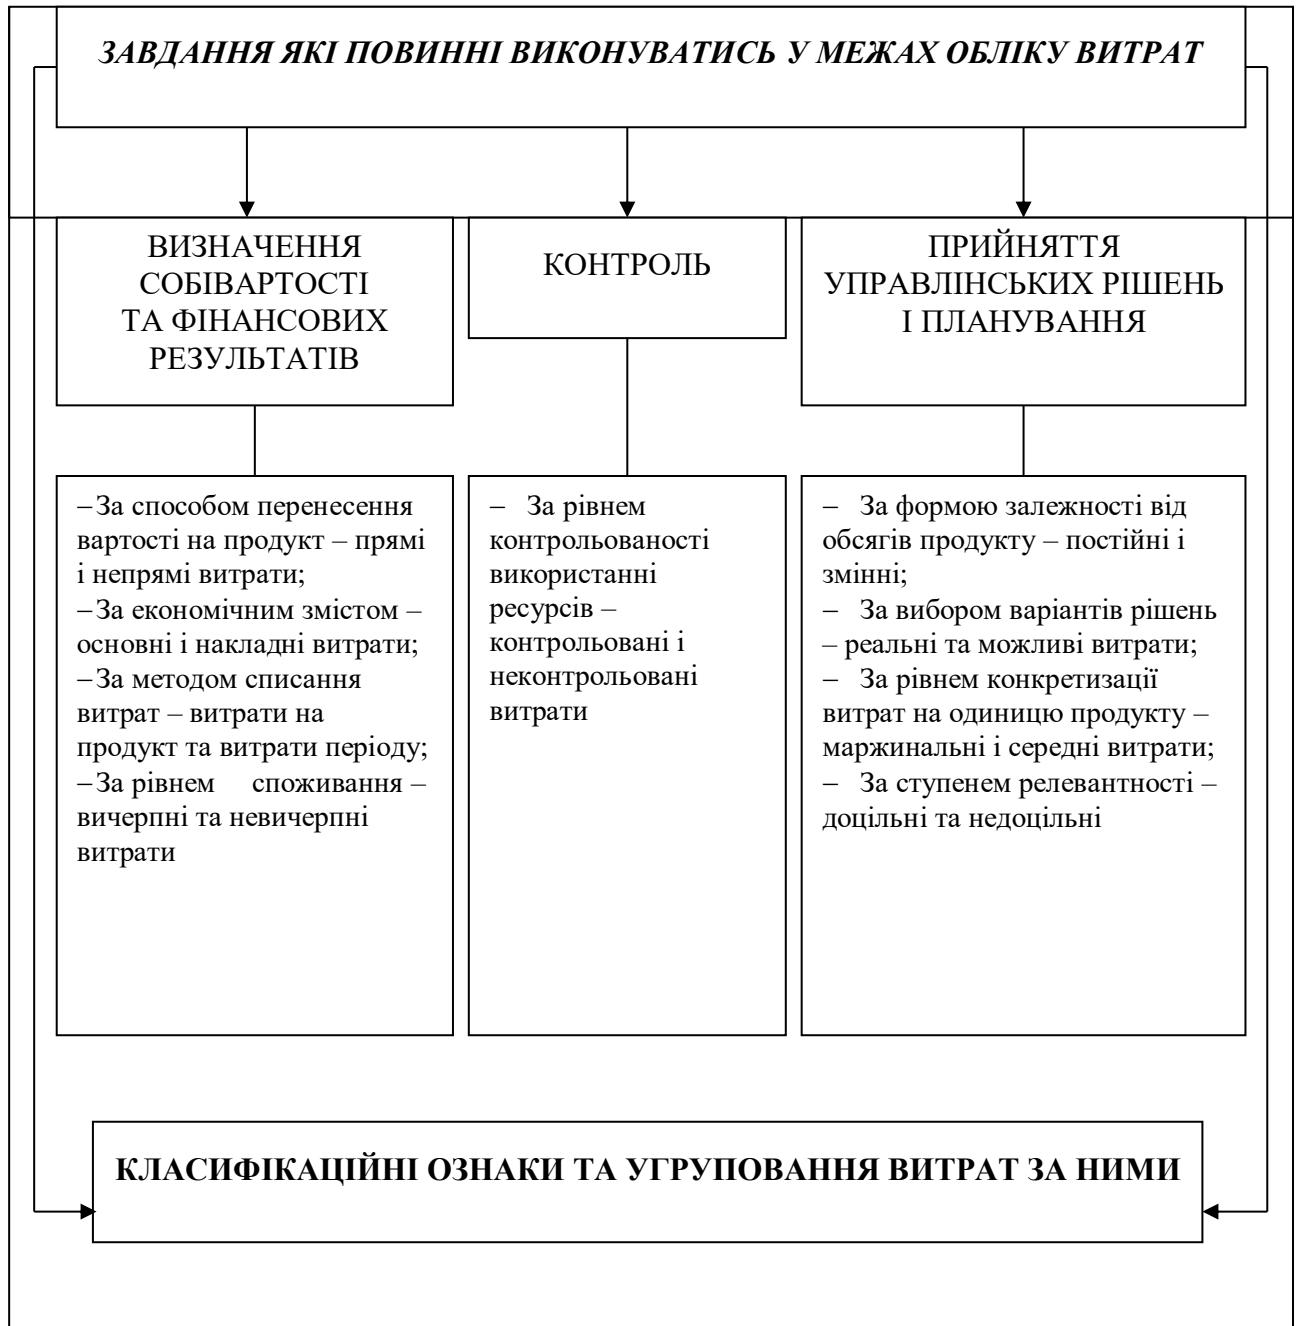 ЗАВДАННЯ ЯКІ ПОВИННІ ВИКОНУВАТИСЬ У МЕЖАХ ОБЛІКУ ВИТРАТ
ВИЗНАЧЕННЯ
СОБІВАРТОСТІ
ТА ФІНАНСОВИХ
РЕЗУЛЬТАТІВ
КОНТРОЛЬ
ПРИЙНЯТТЯ
УПРАВЛІНСЬКИХ РІШЕНЬ
І ПЛАНУВАННЯ
–За способом перенесення
вартості на продукт – прямі
і непрямі витрати;
–За економічним змістом –
основні і накладні витрати;
–За методом списання
витрат – витрати на
продукт та витрати періоду;
–За рівнем споживання –
вичерпні та невичерпні
витрати
– За рівнем
контрольованості
використанні
ресурсів –
контрольовані і
неконтрольовані
витрати
– За формою залежності від
обсягів продукту – постійні і
змінні;
– За вибором варіантів рішень
– реальні та можливі витрати;
– За рівнем конкретизації
витрат на одиницю продукту –
маржинальні і середні витрати;
– За ступенем релевантності –
доцільні та недоцільні
КЛАСИФІКАЦІЙНІ ОЗНАКИ ТА УГРУПОВАННЯ ВИТРАТ ЗА НИМИ